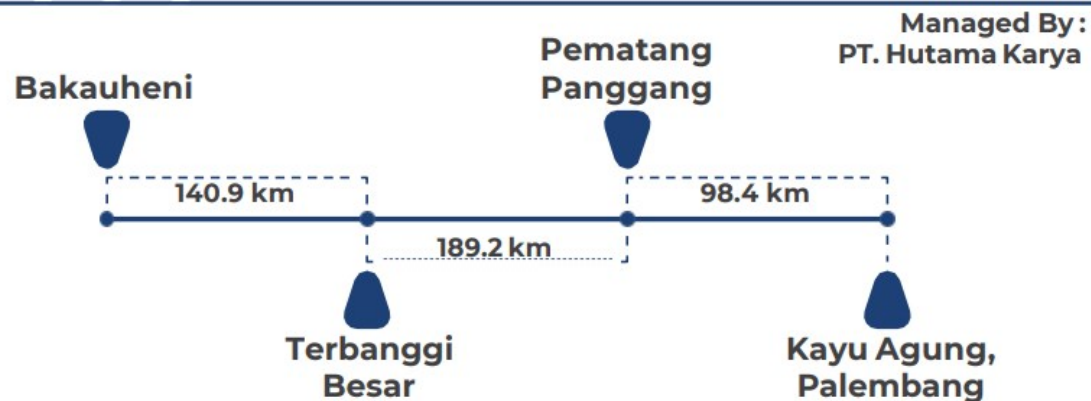 Managed By :
PT. Hutama Karya
Bakauheni
Pematang
Panggang
140.9 km
98.4 km
189.2 km
Terbanggi
Besar
Kayu Agung,
Palembang